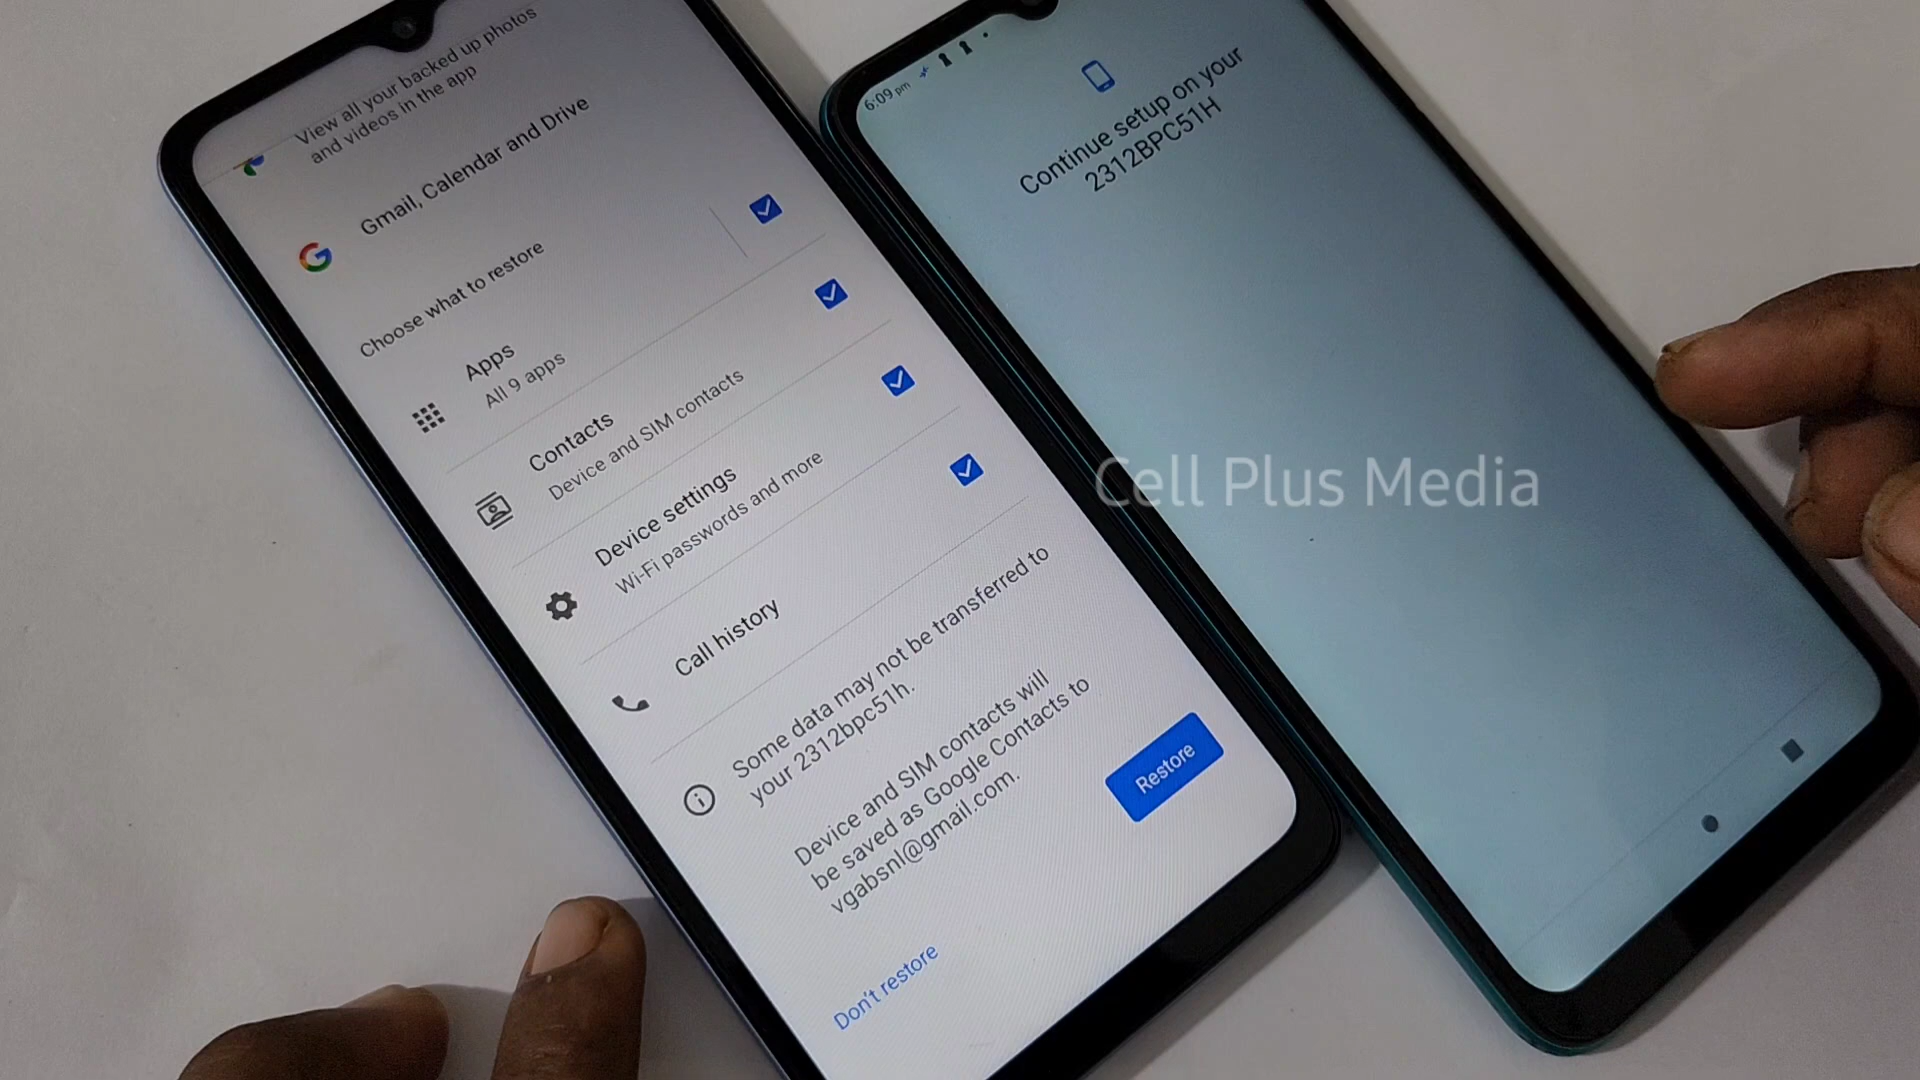 View all your backed up photos
and videos in the app
Gmail, Calendar and Drive
Choose what to restore
Apps
All 9 apps
Contacts
Device and SIM contacts
Device settings
Wi-Fi passwords and more
Call history
Some data may not be transferred to
your 2312bpc51h.
Device and SIM contacts will
be saved as Google Contacts to
vgabsnl@gmail.com.
Don't restore
Restore
6:09 pm
Continue setup on your
2312BPC51H
Cell Plus Media